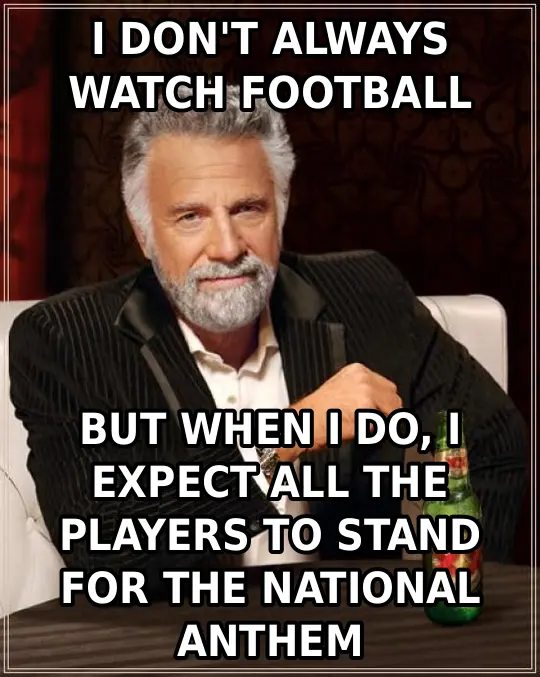 I DON'T ALWAYS
WATCH FOOTBALL
BUT WHEN I DO, I
EXPECT ALL THE
PLAYERS TO STAND
FOR THE NATIONAL
ANTHEM